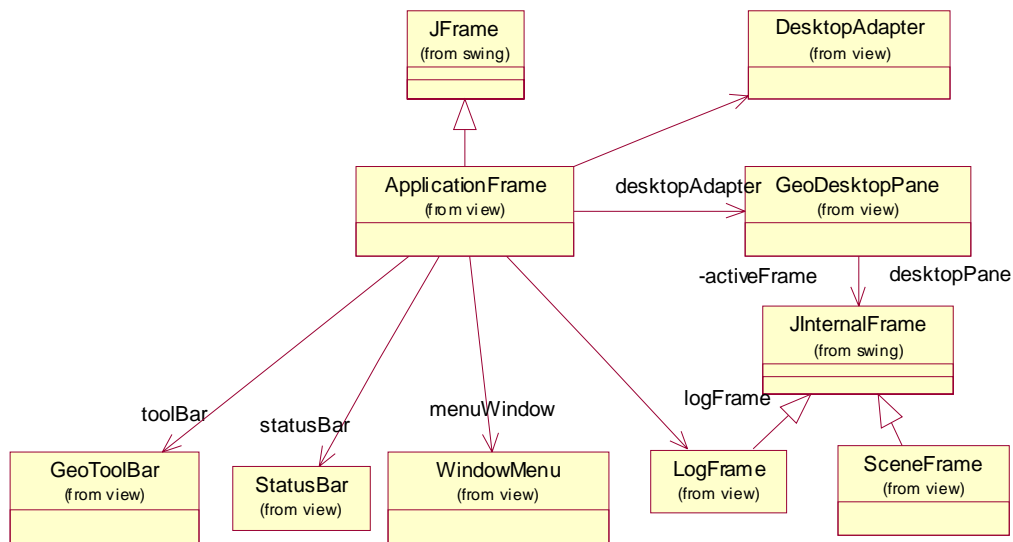 JFrame
(from swing)
DesktopAdapter
(from view)
ApplicationFrame
(from view)
desktopAdapter
GeoDesktopPane
(from view)
-activeFrame
desktopPane
JInternalFrame
(from swing)
toolBar
statusBar
menuWindow
logFrame
GeoToolBar
(from view)
StatusBar
(from view)
WindowMenu
(from view)
LogFrame
(from view)
SceneFrame
(from view)